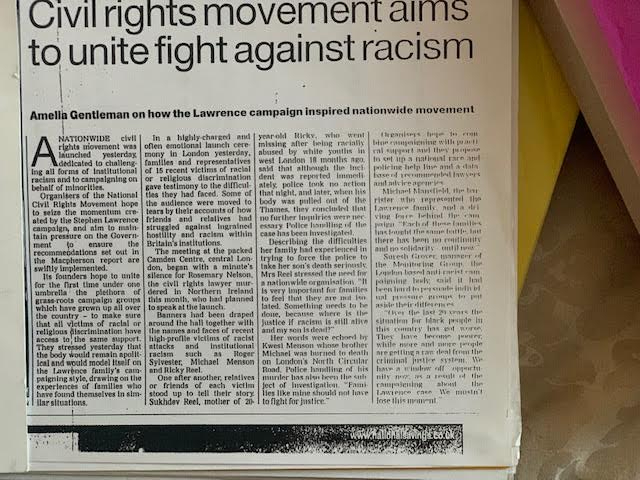 Civil rights movement aims
to unite fight against racism
Amelia Gentleman on how the Lawrence campaign inspired nationwide movement
A NATIONWIDE civil
rights movement was
launched yesterday,
dedicated to challeng-
ing all forms of institutional
racism and to campaigning on
behalf of minorities.
Organisers of the National
Civil Rights Movement hope
to seize the momentum cre-
ated by the Stephen Lawrence
campaign, and aim to main-
tain pressure on the Govern-
ment to ensure the
recommendations set out in
the Macpherson report are
swiftly implemented.
Its founders hope to unite
for the first time under one
umbrella the plethora of
grass-roots campaign groups
which have grown up all over
the country – to make sure
that all victims of racial or
religious discrimination have
access to the same support.
They stressed yesterday that
the body would remain apolit-
ical and would model itself on
the Lawrence family's cam-
paigning style, drawing on the
experiences of families who
have found themselves in sim-
ilar situations.
In a highly-charged and
often emotional launch cere-
mony in London yesterday,
families and representatives
of 15 recent victims of racial
or religious discrimination
gave testimony to the difficul-
ties they had faced. Some of
the audience were moved to
tears by their accounts of how
friends and relatives had
struggled against ingrained
hostility and racism within
Britain's institutions.
The meeting at the packed
Camden Centre, central Lon-
don, began with a minute's
silence for Rosemary Nelson,
the civil rights lawyer mur-
dered in Northern Ireland
this month, who had planned
to speak at the launch.
Banners had been draped
around the hall together with
the names and faces of recent
high-profile victims of racist
attacks and institutional
racism such as Roger
Sylvester, Michael Menson
and Ricky Reel.
One after another, relatives
or friends of each victim
stood up to tell their story.
Sukhdev Reel, mother of 20-
year-old Ricky, who went
missing after being racially
abused by youths in
west London 18 months ago,
said that although the inci-
dent was reported immedi-
ately, police took no action
that night, and later, when his
body was pulled out of the
Thames, they concluded that
no further inquiries were nec-
essary. Police handling of the
case has been investigated.
Describing the difficulties
her family had experienced in
trying to force the police to
take her son's death seriously,
Mrs Reel stressed the need for
a nationwide organisation. "It
is very important for families
to feel that they are not iso-
lated. Something needs to be
done, because where is the
justice if racism is still alive
and my son is dead?"
Her words were echoed by
Kwesi Menson whose brother
Michael was burned to death
on London's North Circular
Road. Police handling of his
murder has also been the sub-
ject of investigation. "Fami-
lies like mine should not have
to fight for justice."
Organisers hope to com-
bine campaigning with practi-
cal support and they propose
to set up a national race and
policing help line and a data
base of recommended lawyers
and advice agencies.
Michael Mansfield, the bar-
rister who represented the
Lawrence family, and a dri-
ving force behind the cam-
paign: "Each of these families
has fought the same battle, but
there has been no continuity
and no solidarity until now."
Suresh Grover, manager of
the Monitoring Group, the
London based anti-racist cam-
paigning body, said it had
been hard to persuade individ-
ual pressure groups to put
aside their differences.
"Over the last 20 years the
situation for black people in
this country has got worse.
They have become poorer,
while more and more people
are getting a raw deal from the
criminal justice system. We
have a window of opportu-
nity now, as a result of the
campaigning about the
Lawrence case. We mustn't
lose this moment."
www.nationalsavings.co.uk